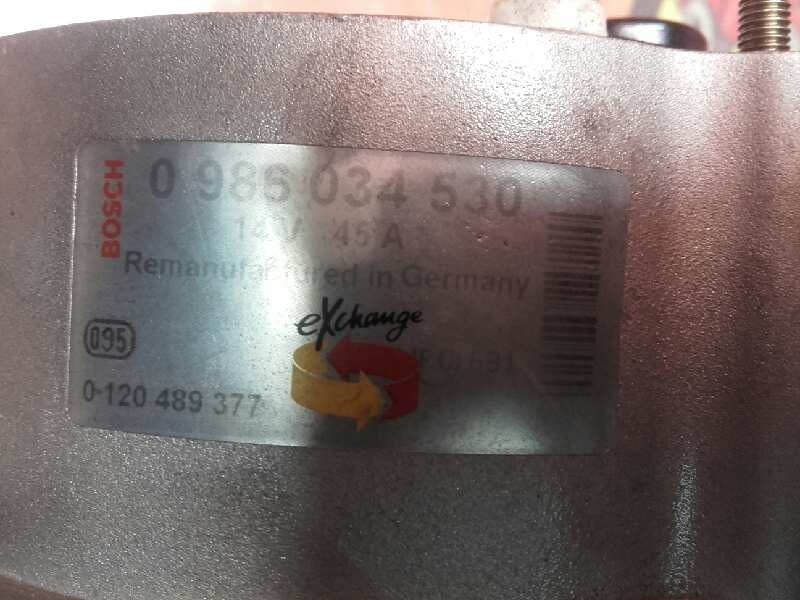 BOSCH
0 986 034 530
14 V 45 A
Remanufactured in Germany
eXchange
095
0-120 489 377